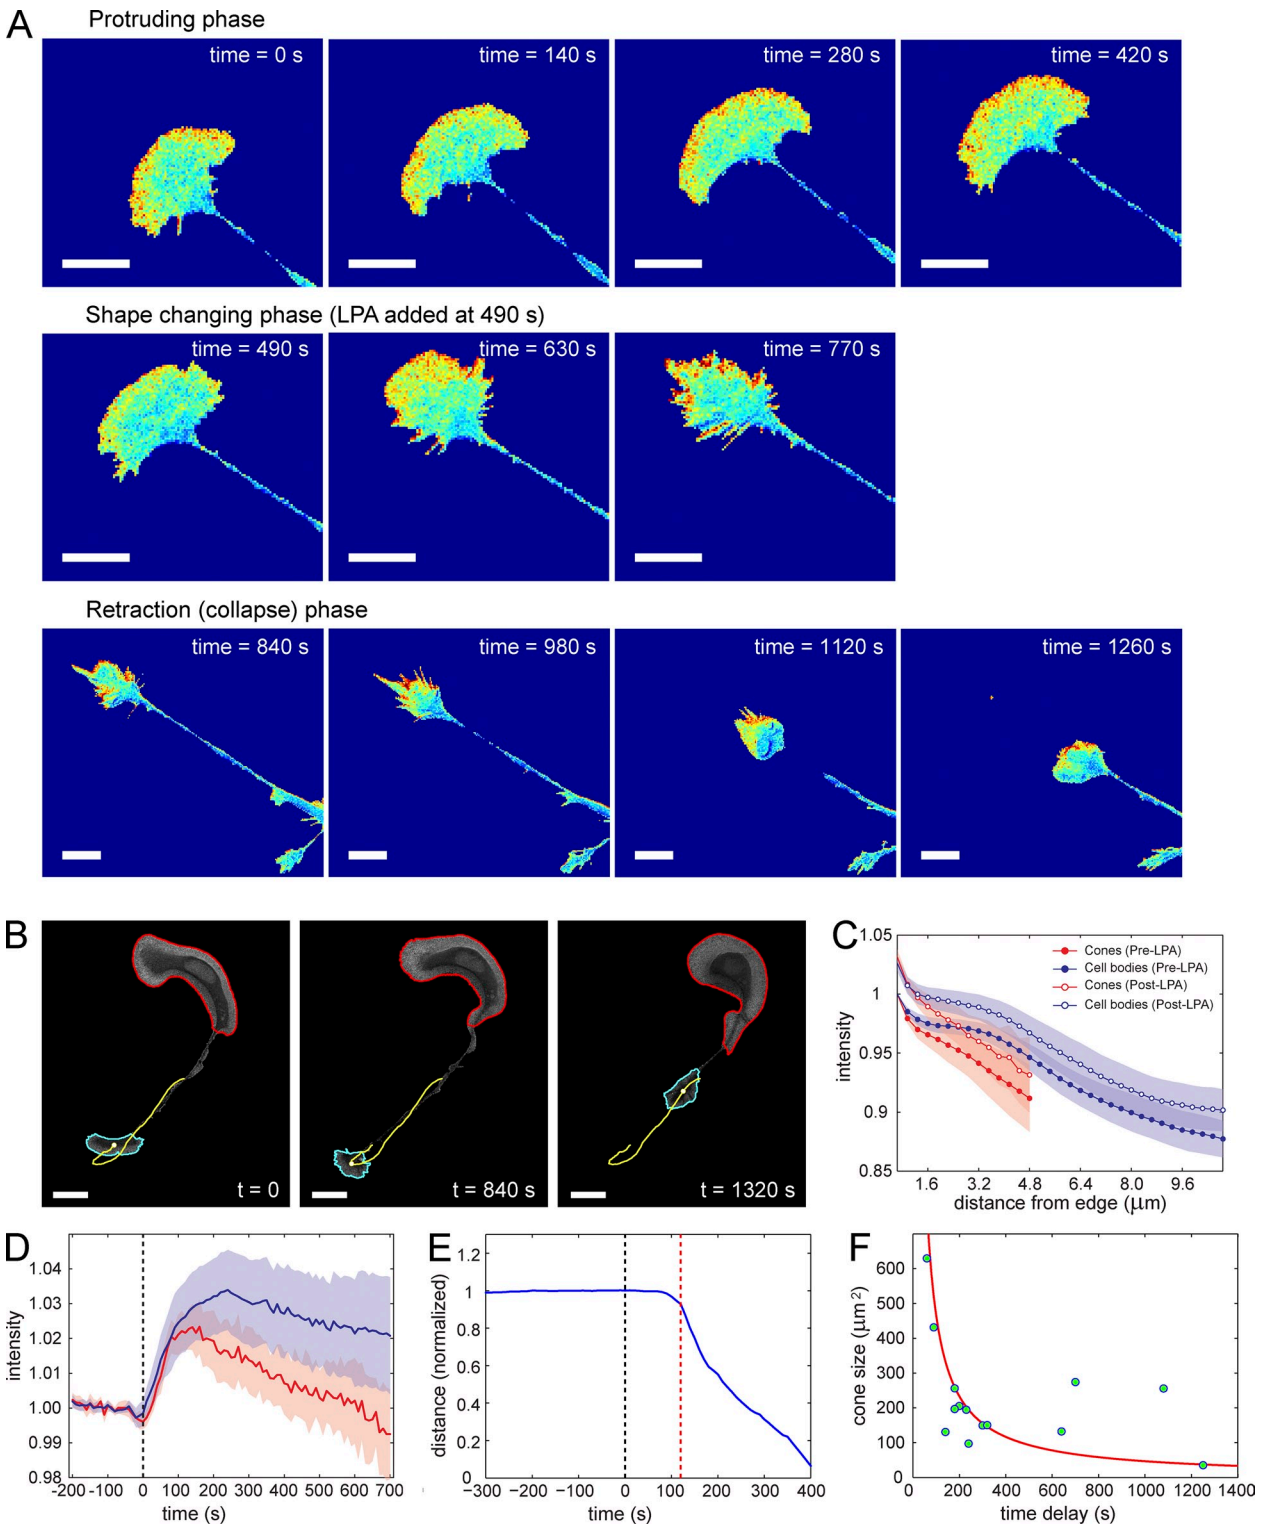 A
Protruding phase
time = 0 s
time = 140 s
time = 280 s
time = 420 s
Shape changing phase (LPA added at 490 s)
time = 490 s
time = 630 s
time = 770 s
Retraction (collapse) phase
time = 840 s
time = 980 s
time = 1120 s
time = 1260 s
B
t = 0
t = 840 s
t = 1320 s
C
1.05
1
0.95
0.9
0.85
intensity
Cones (Pre-LPA)
Cell bodies (Pre-LPA)
Cones (Post-LPA)
Cell bodies (Post-LPA)
1.6 3.2 4.8 6.4 8.0 9.6
distance from edge (μm)
D
1.04
1.03
1.02
1.01
1.00
0.99
0.98
intensity
-200 -100 0 100 200 300 400 500 600 700
time (s)
E
1.2
1
0.8
0.6
0.4
0.2
0
distance (normalized)
−300 −200 −100 0 100 200 300 400
time (s)
F
600
500
400
300
200
100
0
cone size (μm²)
0 200 400 600 800 1000 1200 1400
time delay (s)